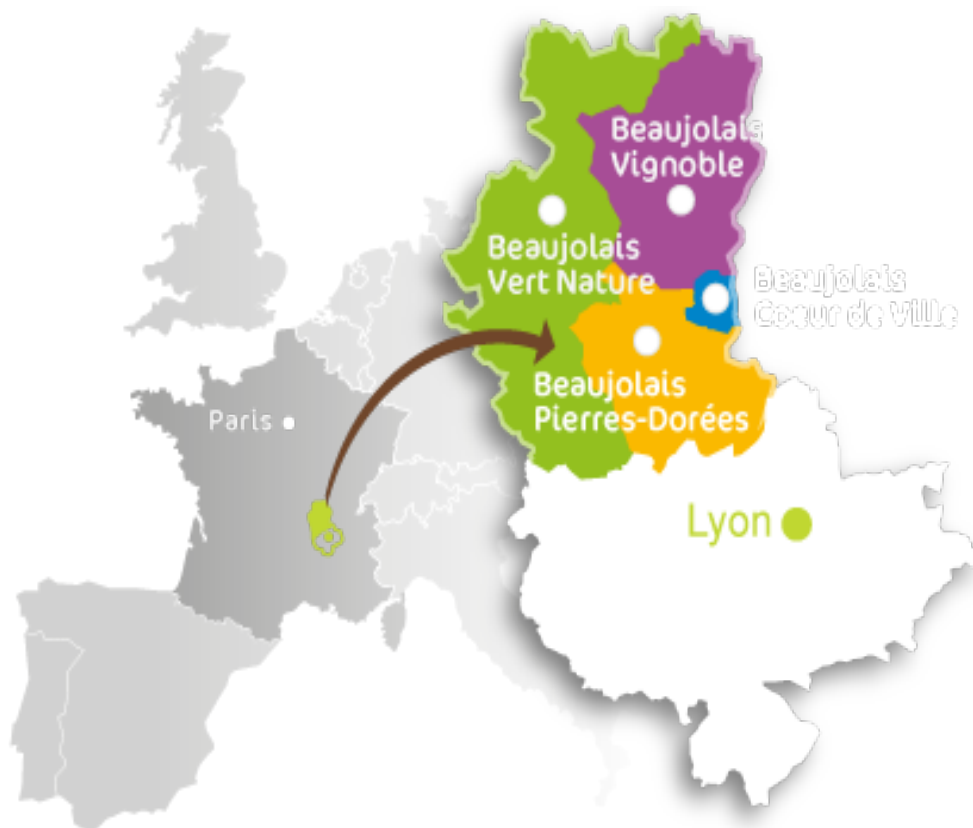 Beaujolais
Vignoble
Beaujolais
Vert Nature
Beaujolais
Coeur de Ville
Beaujolais
Pierres-Dorées
Paris
Lyon